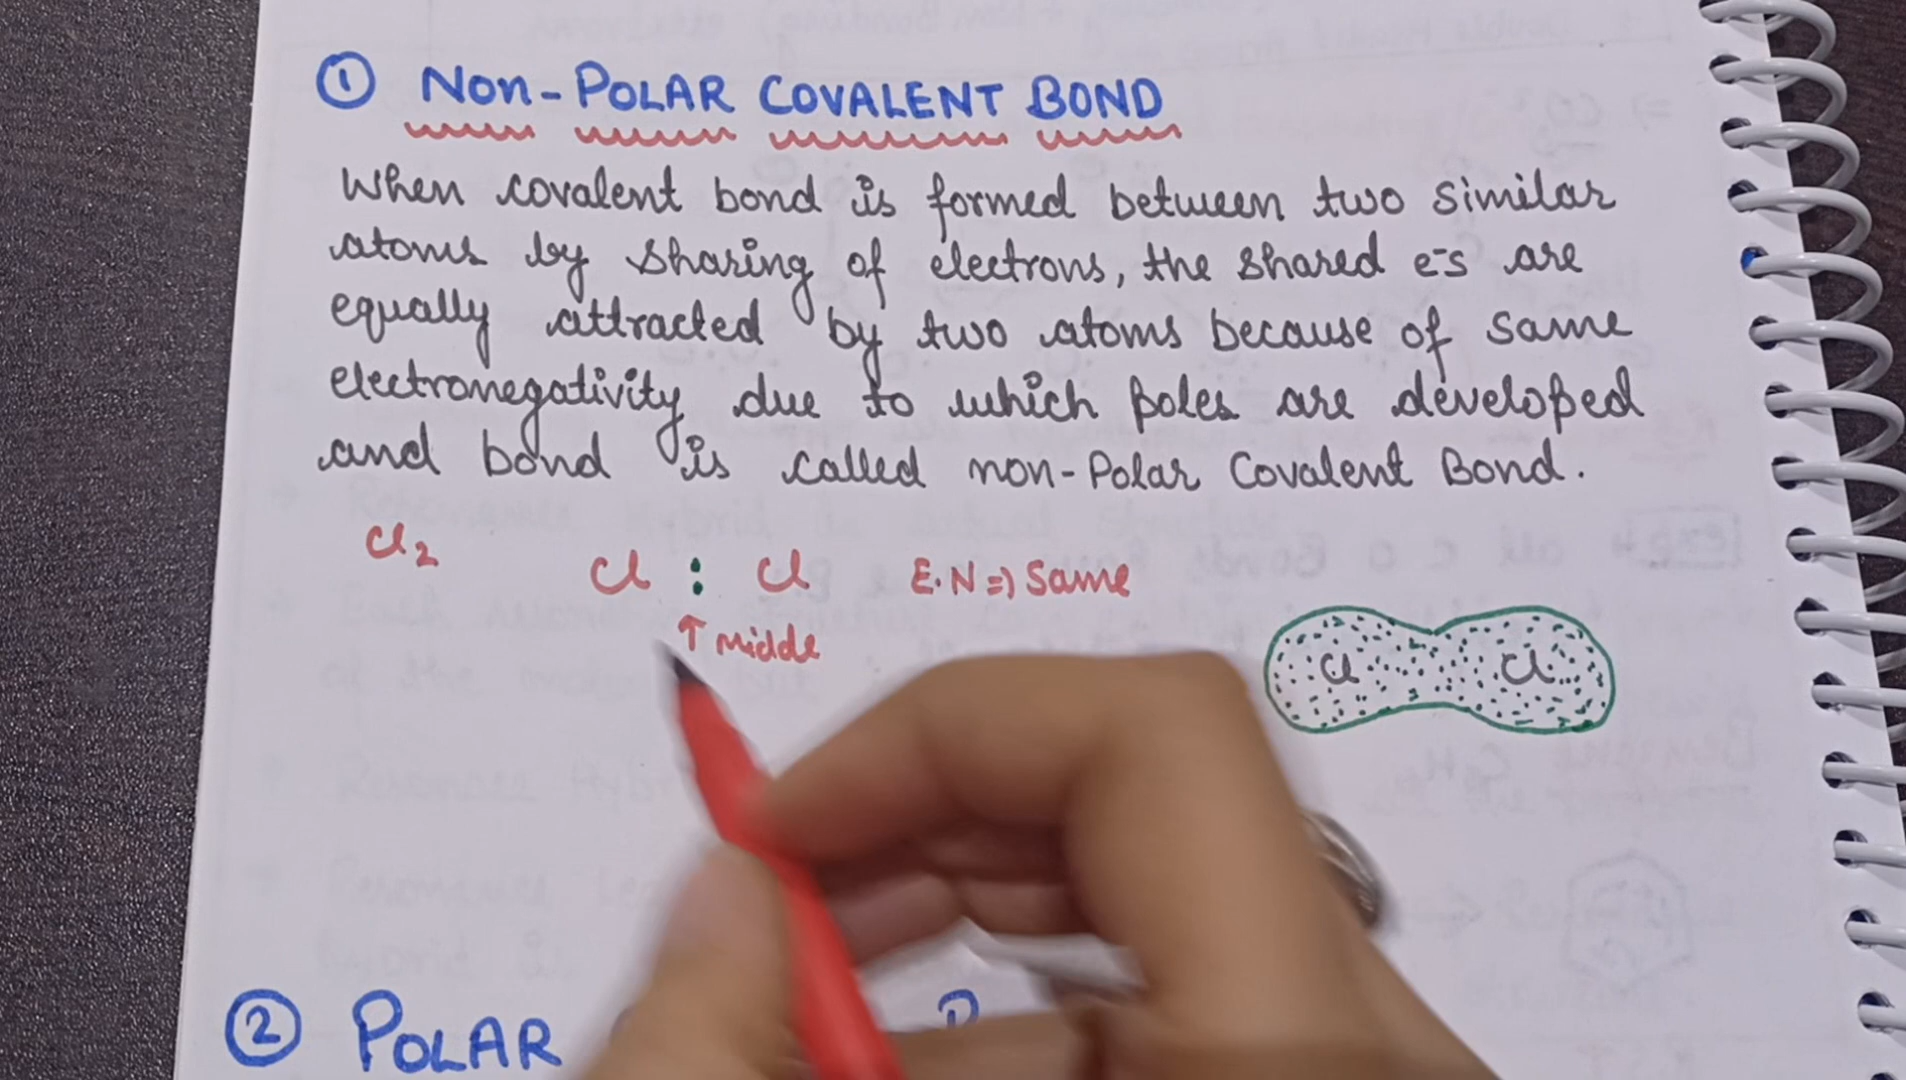 ① Non-POLAR COVALENT BOND
When covalent bond is formed between two similar
atoms by sharing of electrons, the shared e-s are
equally attracted by two atoms because of same
electronegativity due to which poles are developed
and bond is called non-Polar Covalent Bond.
Cl2
Cl : Cl E.N => Same
↑ midde
Cl Cl
② POLAR